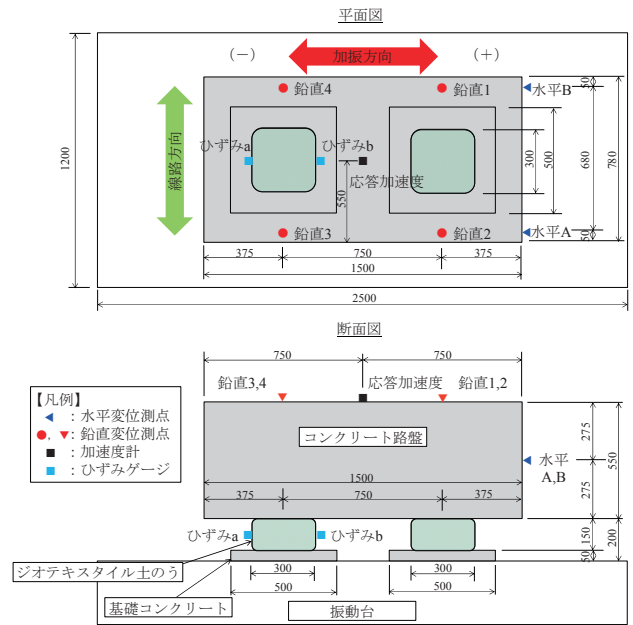 平面図
(－)
加振方向
(＋)
鉛直4
鉛直1
水平B
50
線路方向
ひずみa
ひずみb
応答加速度
550
300
500
680
780
1200
鉛直3
鉛直2
水平A
50
375
750
375
1500
2500
断面図
750
750
鉛直3,4
応答加速度
鉛直1,2
【凡例】
：水平変位測点
，　：鉛直変位測点
：加速度計
：ひずみゲージ
コンクリート路盤
水平
A,B
275
275
550
1500
375
750
375
ひずみa
ひずみb
150
200
50
ジオテキスタイル土のう
300
300
500
500
基礎コンクリート
振動台